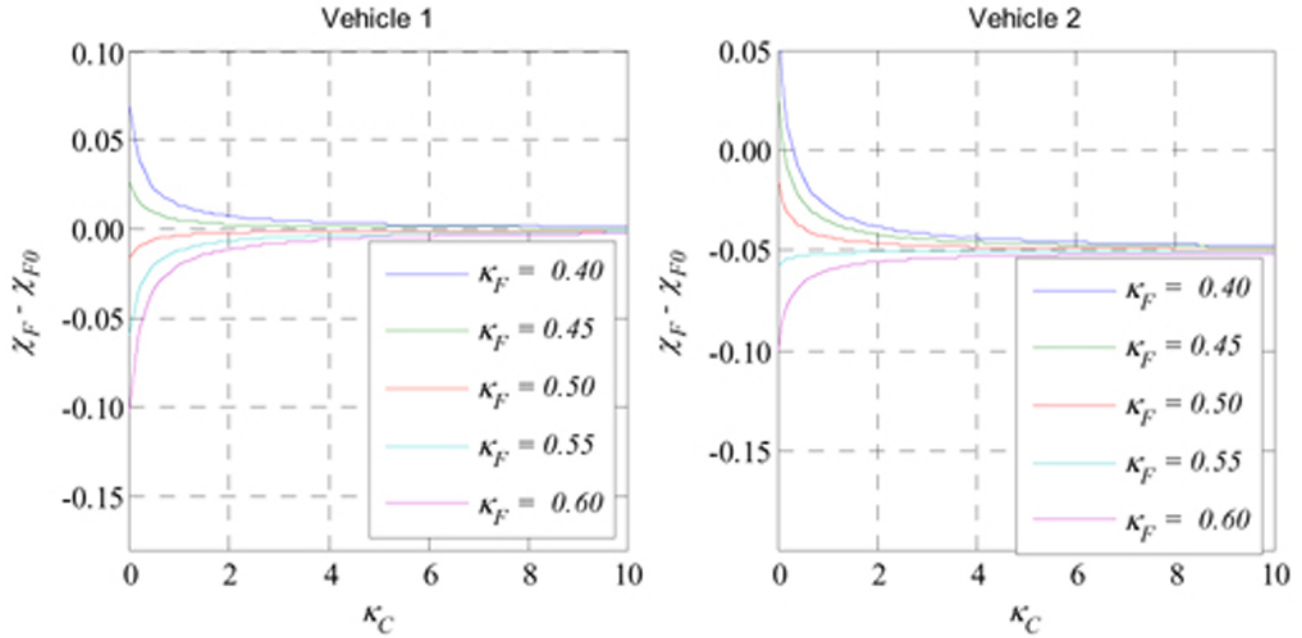 Vehicle 1
0.10
0.05
0.00
-0.05
-0.10
-0.15
χF - χF0
0 2 4 6 8 10
κC
κF = 0.40
κF = 0.45
κF = 0.50
κF = 0.55
κF = 0.60
Vehicle 2
0.05
0.00
-0.05
-0.10
-0.15
χF - χF0
0 2 4 6 8 10
κC
κF = 0.40
κF = 0.45
κF = 0.50
κF = 0.55
κF = 0.60